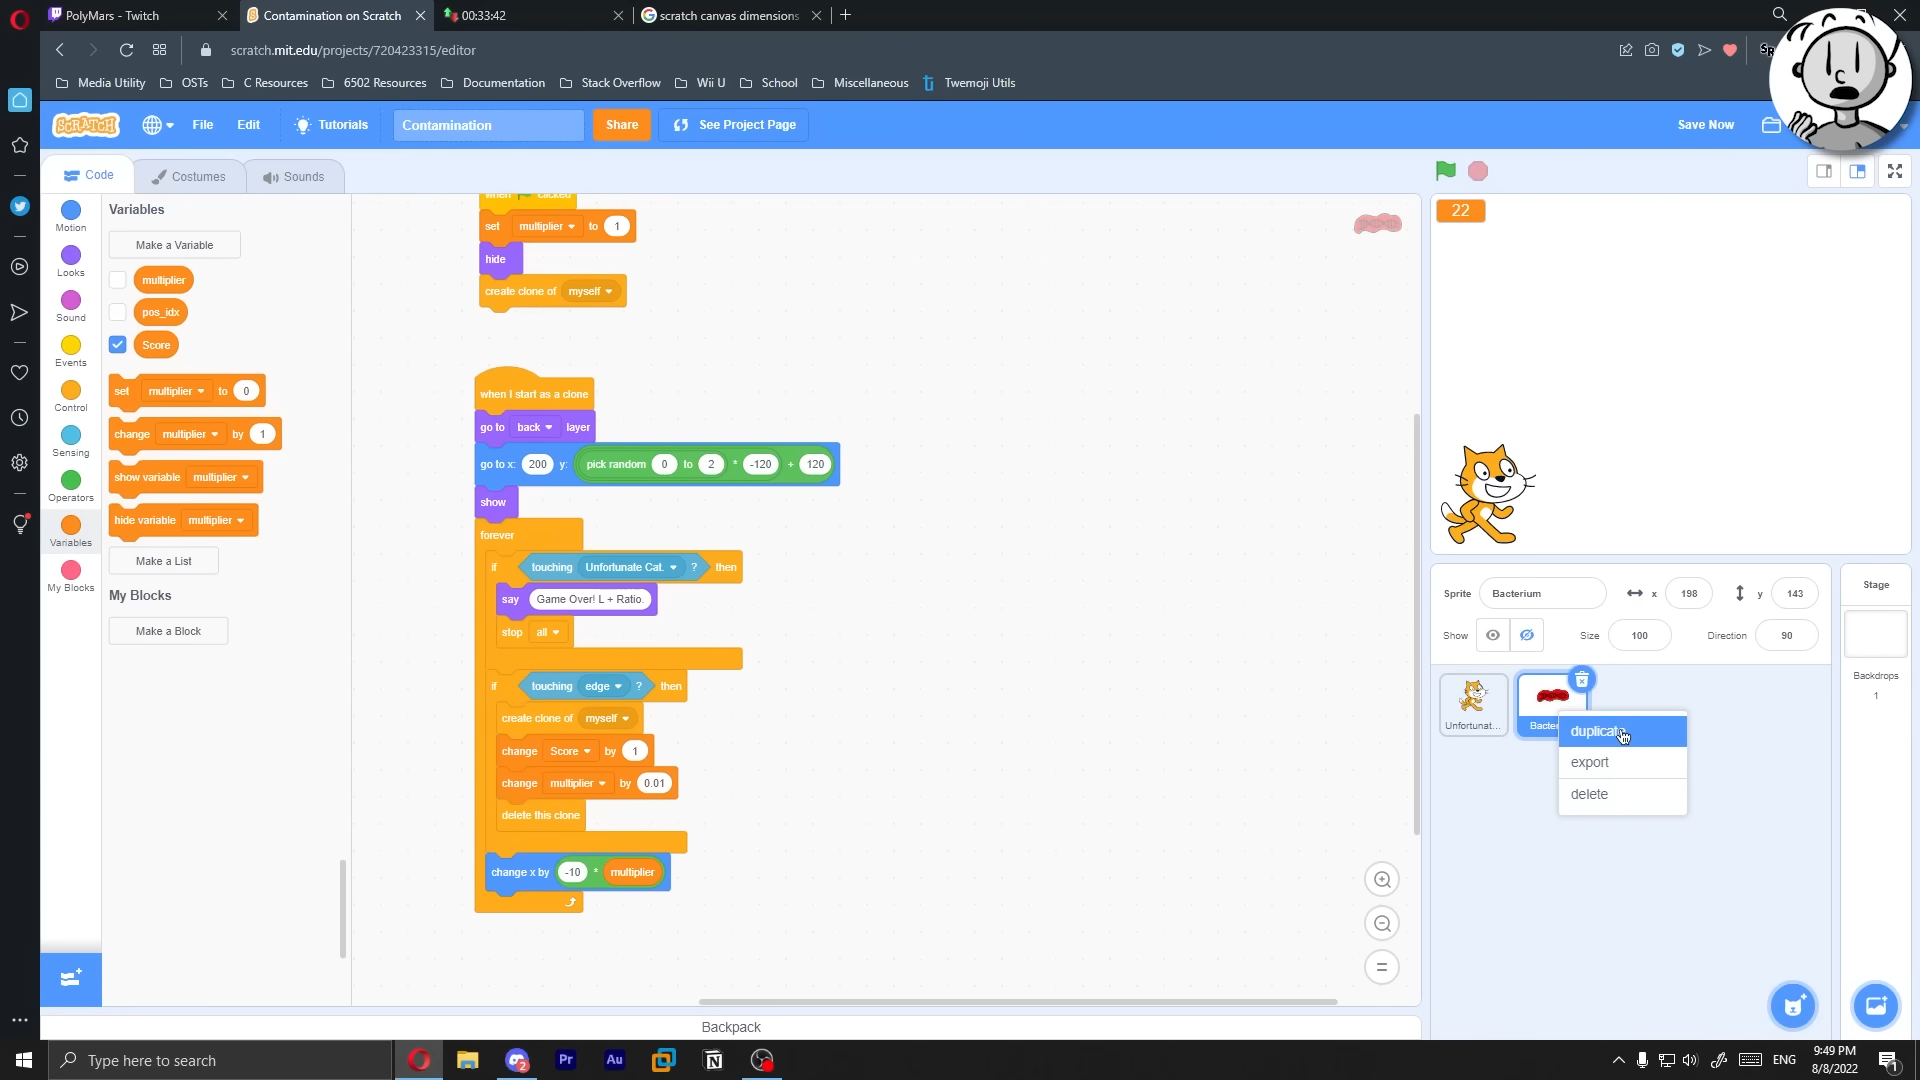 PolyMars - Twitch
Contamination on Scratch
00:33:42
scratch canvas dimensions
scratch.mit.edu/projects/720423315/editor
Media Utility
OSTs
C Resources
6502 Resources
Documentation
Stack Overflow
Wii U
School
Miscellaneous
Twemoji Utils
SCRATCH
File
Edit
Tutorials
Contamination
Share
See Project Page
Save Now
Code
Costumes
Sounds
Motion
Looks
Sound
Events
Control
Sensing
Operators
Variables
My Blocks
Variables
Make a Variable
multiplier
pos_idx
Score
set multiplier to 0
change multiplier by 1
show variable multiplier
hide variable multiplier
Make a List
My Blocks
Make a Block
when clicked
set multiplier to 1
hide
create clone of myself
when I start as a clone
go to back layer
go to x: 200 y: pick random 0 to 2 * -120 + 120
show
forever
if touching Unfortunate Cat. ? then
say Game Over! L + Ratio.
stop all
if touching edge ? then
create clone of myself
change Score by 1
change multiplier by 0.01
delete this clone
change x by -10 * multiplier
Backpack
22
Sprite Bacterium x 198 y 143
Show Size 100 Direction 90
Unfortunat...
Bacter
duplicate
export
delete
Stage
Backdrops
1
Type here to search
2
Pr
Au
ENG
9:49 PM
8/8/2022
1